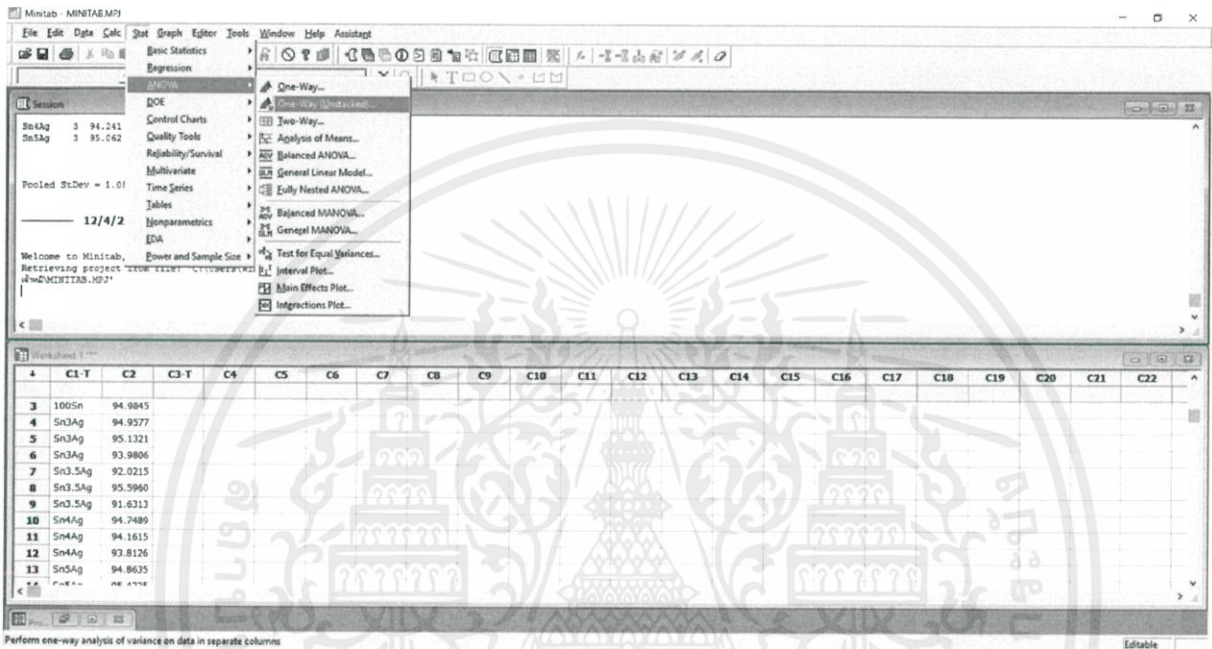 Minitab - MINITAB.MPJ
File Edit Data Calc Stat Graph Editor Tools Window Help Assistant
Basic Statistics
Regression
ANOVA
DOE
Control Charts
Quality Tools
Reliability/Survival
Multivariate
Time Series
Tables
Nonparametrics
EDA
Power and Sample Size
One-Way...
One-Way (Unstacked)...
Two-Way...
Analysis of Means...
Balanced ANOVA...
General Linear Model...
Fully Nested ANOVA...
Balanced MANOVA...
General MANOVA...
Test for Equal Variances...
Interval Plot...
Main Effects Plot...
Interactions Plot...
Session
Sn4Ag 3 94.241
Sn5Ag 3 95.062
Pooled StDev = 1.0
12/4/2
Welcome to Minitab,
Retrieving project from file: 'C:\Users\
\MINITAB.MPJ'
Worksheet 1 ***
C1-T C2 C3-T C4 C5 C6 C7 C8 C9 C10 C11 C12 C13 C14 C15 C16 C17 C18 C19 C20 C21 C22
3 100Sn 94.9845
4 Sn3Ag 94.9577
5 Sn3Ag 95.1321
6 Sn3Ag 93.9806
7 Sn3.5Ag 92.0215
8 Sn3.5Ag 95.5960
9 Sn3.5Ag 91.6313
10 Sn4Ag 94.7489
11 Sn4Ag 94.1615
12 Sn4Ag 93.8126
13 Sn5Ag 94.8635
Perform one-way analysis of variance on data in separate columns
Editable